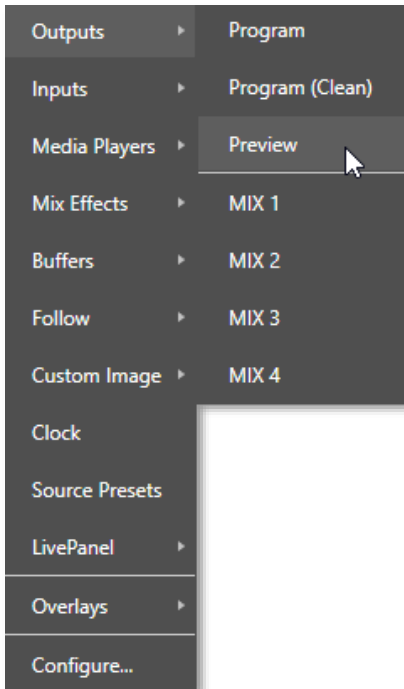 Outputs
Inputs
Media Players
Mix Effects
Buffers
Follow
Custom Image
Clock
Source Presets
LivePanel
Overlays
Configure...
Program
Program (Clean)
Preview
MIX 1
MIX 2
MIX 3
MIX 4